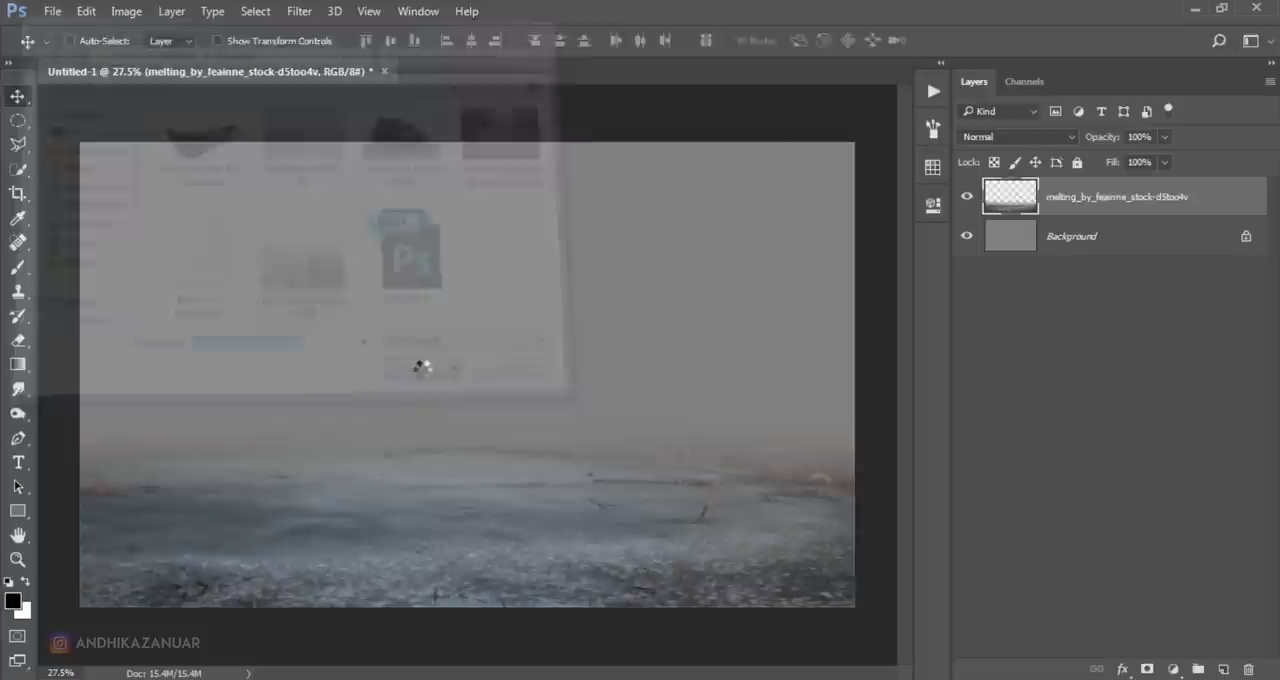 Ps File Edit Image Layer Type Select Filter 3D View Window Help
Auto-Select: Layer Show Transform Controls
Untitled-1 @ 27.5% (melting_by_feainne_stock-d5too4v, RGB/8#) *
Layers Channels
Kind
Normal Opacity: 100%
Lock: Fill: 100%
melting_by_feainne_stock-d5too4v
Background
Ps
ANDHIKAZANUAR
27.5% Doc: 15.4M/15.4M